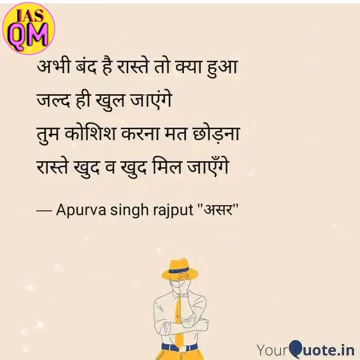 IAS
QM
अभी बंद है रास्ते तो क्या हुआ
जल्द ही खुल जाएंगे
तुम कोशिश करना मत छोड़ना
रास्ते खुद व खुद मिल जाएँगे
— Apurva singh rajput "असर"
YourQuote.in